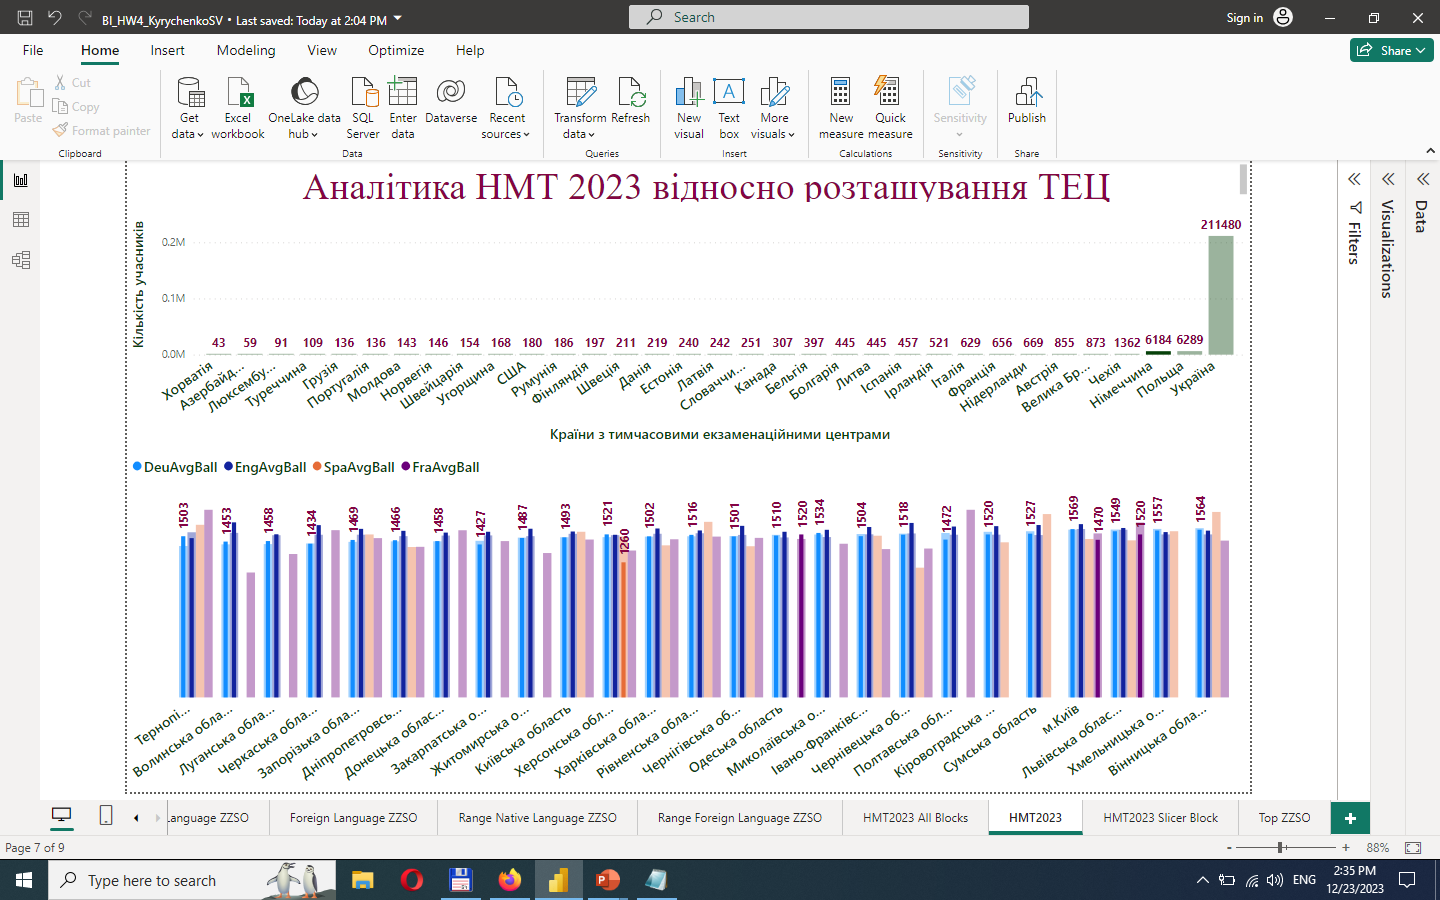 BI_HW4_KyrychenkoSV • Last saved: Today at 2:04 PM
Search
Sign in
File Home Insert Modeling View Optimize Help
Share
Paste
Cut
Copy
Format painter
Get data
Excel workbook
OneLake data hub
SQL Server
Enter data
Dataverse
Recent sources
Transform data
Refresh
New visual
Text box
More visuals
New measure
Quick measure
Sensitivity
Publish
Clipboard Data Queries Insert Calculations Sensitivity Share
Аналітика НМТ 2023 відносно розташування ТЕЦ
Кількість учасників
0.2M
0.1M
0.0M
43 59 91 109 136 136 143 146 154 168 180 186 197 211 219 240 242 251 307 397 445 445 457 521 629 656 669 855 873 1362 6184 6289 211480
Хорватія Азербайд... Люксембу... Туреччина Грузія Португалія Молдова Норвегія Швейцарія Угорщина США Румунія Фінляндія Швеція Данія Естонія Латвія Словаччи... Канада Бельгія Болгарія Литва Іспанія Ірландія Італія Франція Нідерланди Австрія Велика Бр... Чехія Німеччина Польща Україна
Країни з тимчасовими екзаменаційними центрами
DeuAvgBall EngAvgBall SpaAvgBall FraAvgBall
1503 1453 1458 1434 1469 1466 1458 1427 1487 1493 1521 1260 1502 1516 1501 1510 1520 1534 1504 1518 1472 1520 1527 1569 1470 1549 1520 1557 1564
Тернопі... Волинська обла... Луганська обла... Черкаська обла... Запорізька обла... Дніпропетровсь... Донецька облас... Закарпатська о... Житомирська о... Київська область Херсонська обл... Харківська обла... Рівненська обла... Чернігівська об... Одеська область Миколаївська о... Івано-Франківс... Чернівецька об... Полтавська обл... Кіровоградська ... Сумська область м.Київ Львівська облас... Хмельницька о... Вінницька обла...
Filters
Visualizations
Data
Language ZZSO
Foreign Language ZZSO
Range Native Language ZZSO
Range Foreign Language ZZSO
HMT2023 All Blocks
HMT2023
HMT2023 Slicer Block
Top ZZSO
Page 7 of 9
88%
Type here to search
ENG
2:35 PM
12/23/2023